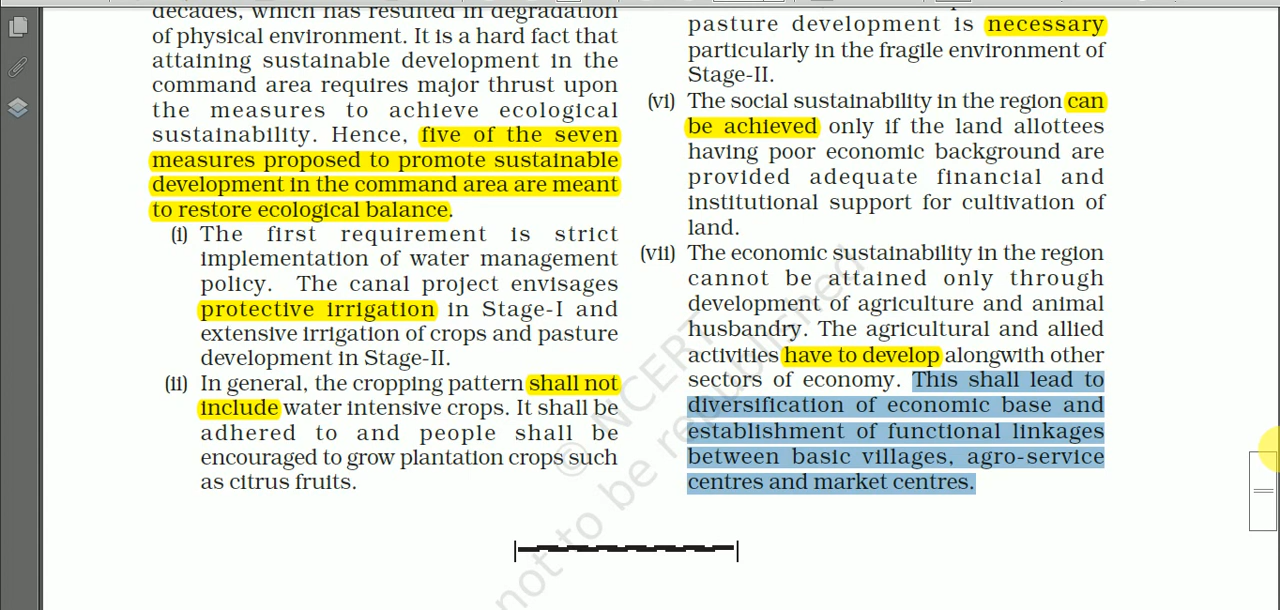 decades, which has resulted in degradation
of physical environment. It is a hard fact that
attaining sustainable development in the
command area requires major thrust upon
the measures to achieve ecological
sustainability. Hence, five of the seven
measures proposed to promote sustainable
development in the command area are meant
to restore ecological balance.
(i) The first requirement is strict
implementation of water management
policy. The canal project envisages
protective irrigation in Stage-I and
extensive irrigation of crops and pasture
development in Stage-II.
(ii) In general, the cropping pattern shall not
include water intensive crops. It shall be
adhered to and people shall be
encouraged to grow plantation crops such
as citrus fruits.
pasture development is necessary
particularly in the fragile environment of
Stage-II.
(vi) The social sustainability in the region can
be achieved only if the land allottees
having poor economic background are
provided adequate financial and
institutional support for cultivation of
land.
(vii) The economic sustainability in the region
cannot be attained only through
development of agriculture and animal
husbandry. The agricultural and allied
activities have to develop alongwith other
sectors of economy. This shall lead to
diversification of economic base and
establishment of functional linkages
between basic villages, agro-service
centres and market centres.
© NCERT
not to be republished